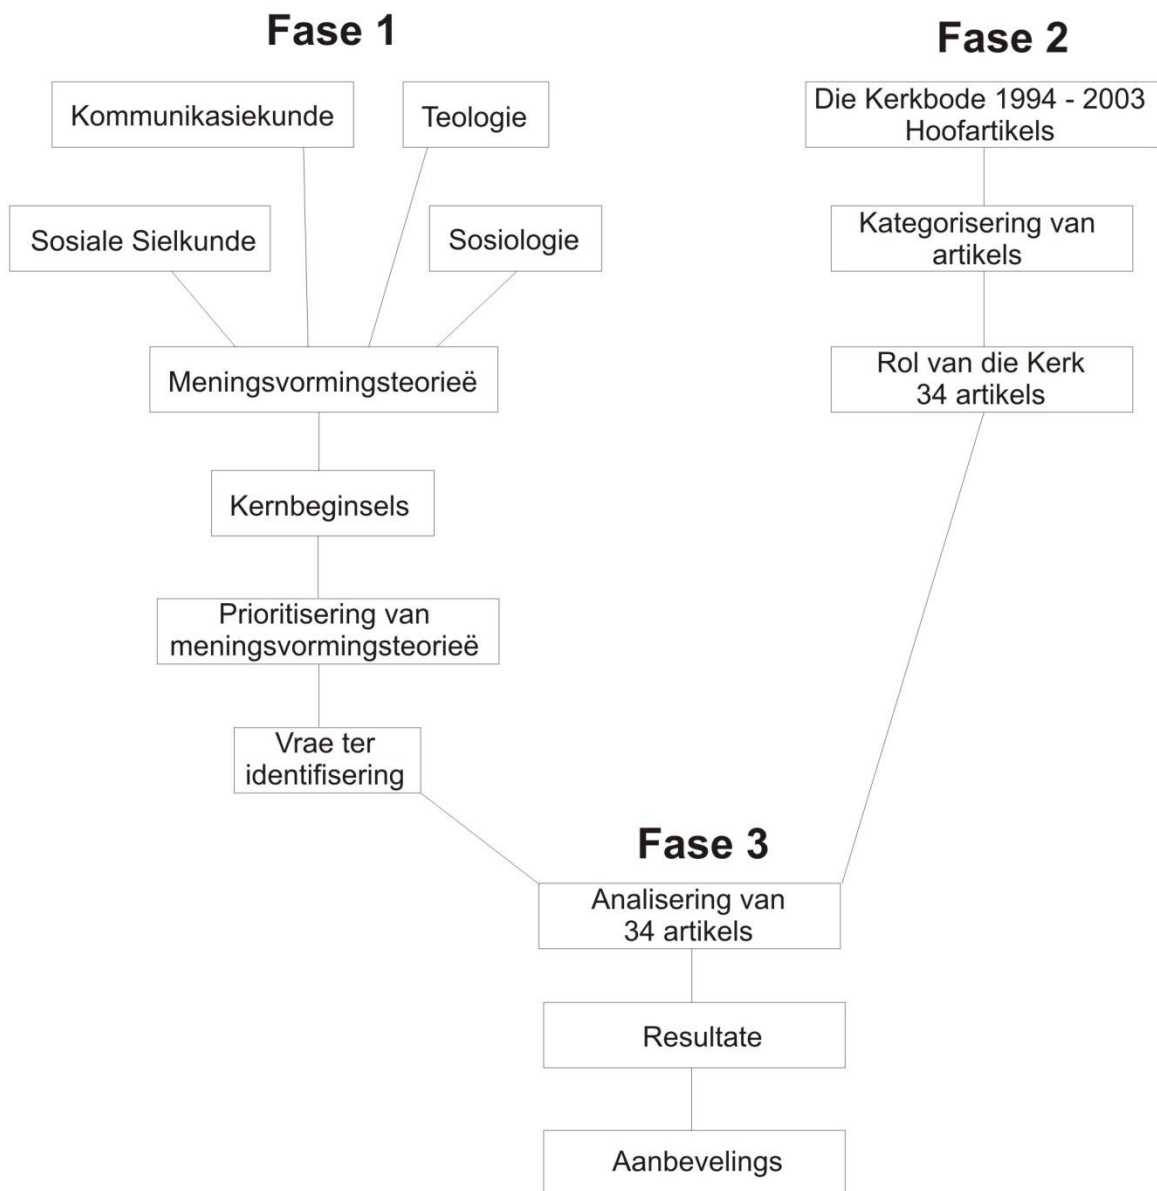 Fase 1
Kommunikasiekunde
Teologie
Sosiale Sielkunde
Sosiologie
Meningsvormingsteorieë
Kernbeginsels
Prioritisering van
meningsvormingsteorieë
Vrae ter
identifisering
Fase 2
Die Kerkbode 1994 - 2003
Hoofartikels
Kategorisering van
artikels
Rol van die Kerk
34 artikels
Fase 3
Analisering van
34 artikels
Resultate
Aanbevelings